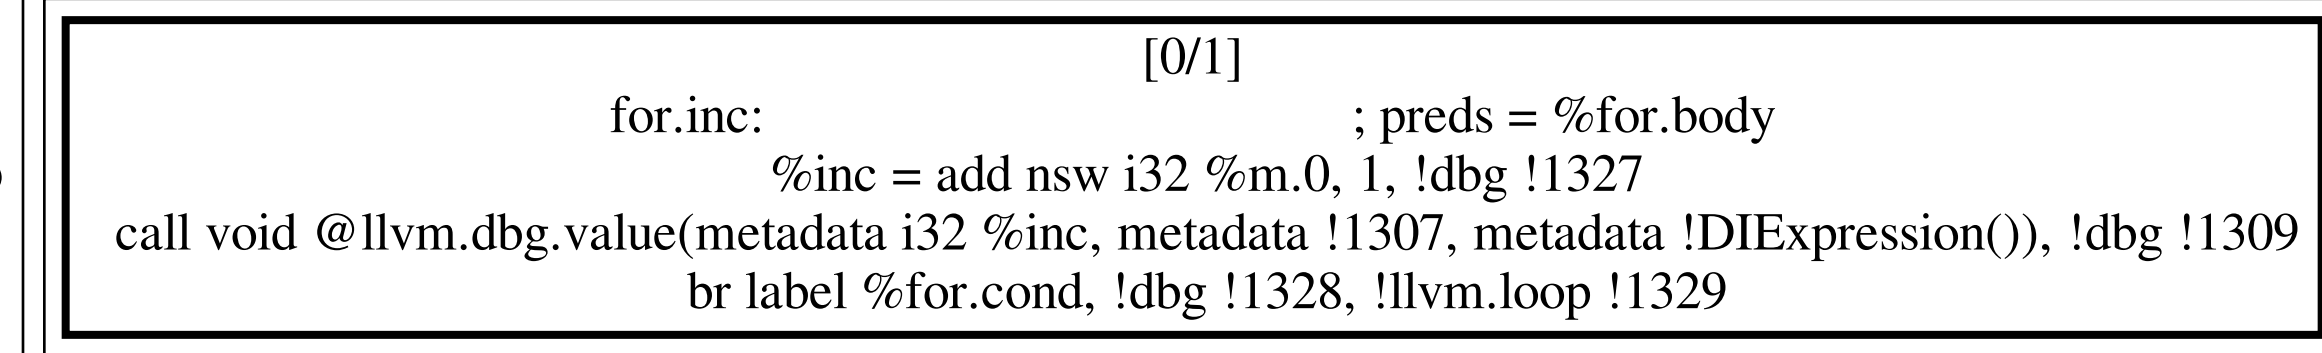 [0/1]
for.inc: ; preds = %for.body
%inc = add nsw i32 %m.0, 1, !dbg !1327
call void @llvm.dbg.value(metadata i32 %inc, metadata !1307, metadata !DIExpression()), !dbg !1309
br label %for.cond, !dbg !1328, !llvm.loop !1329